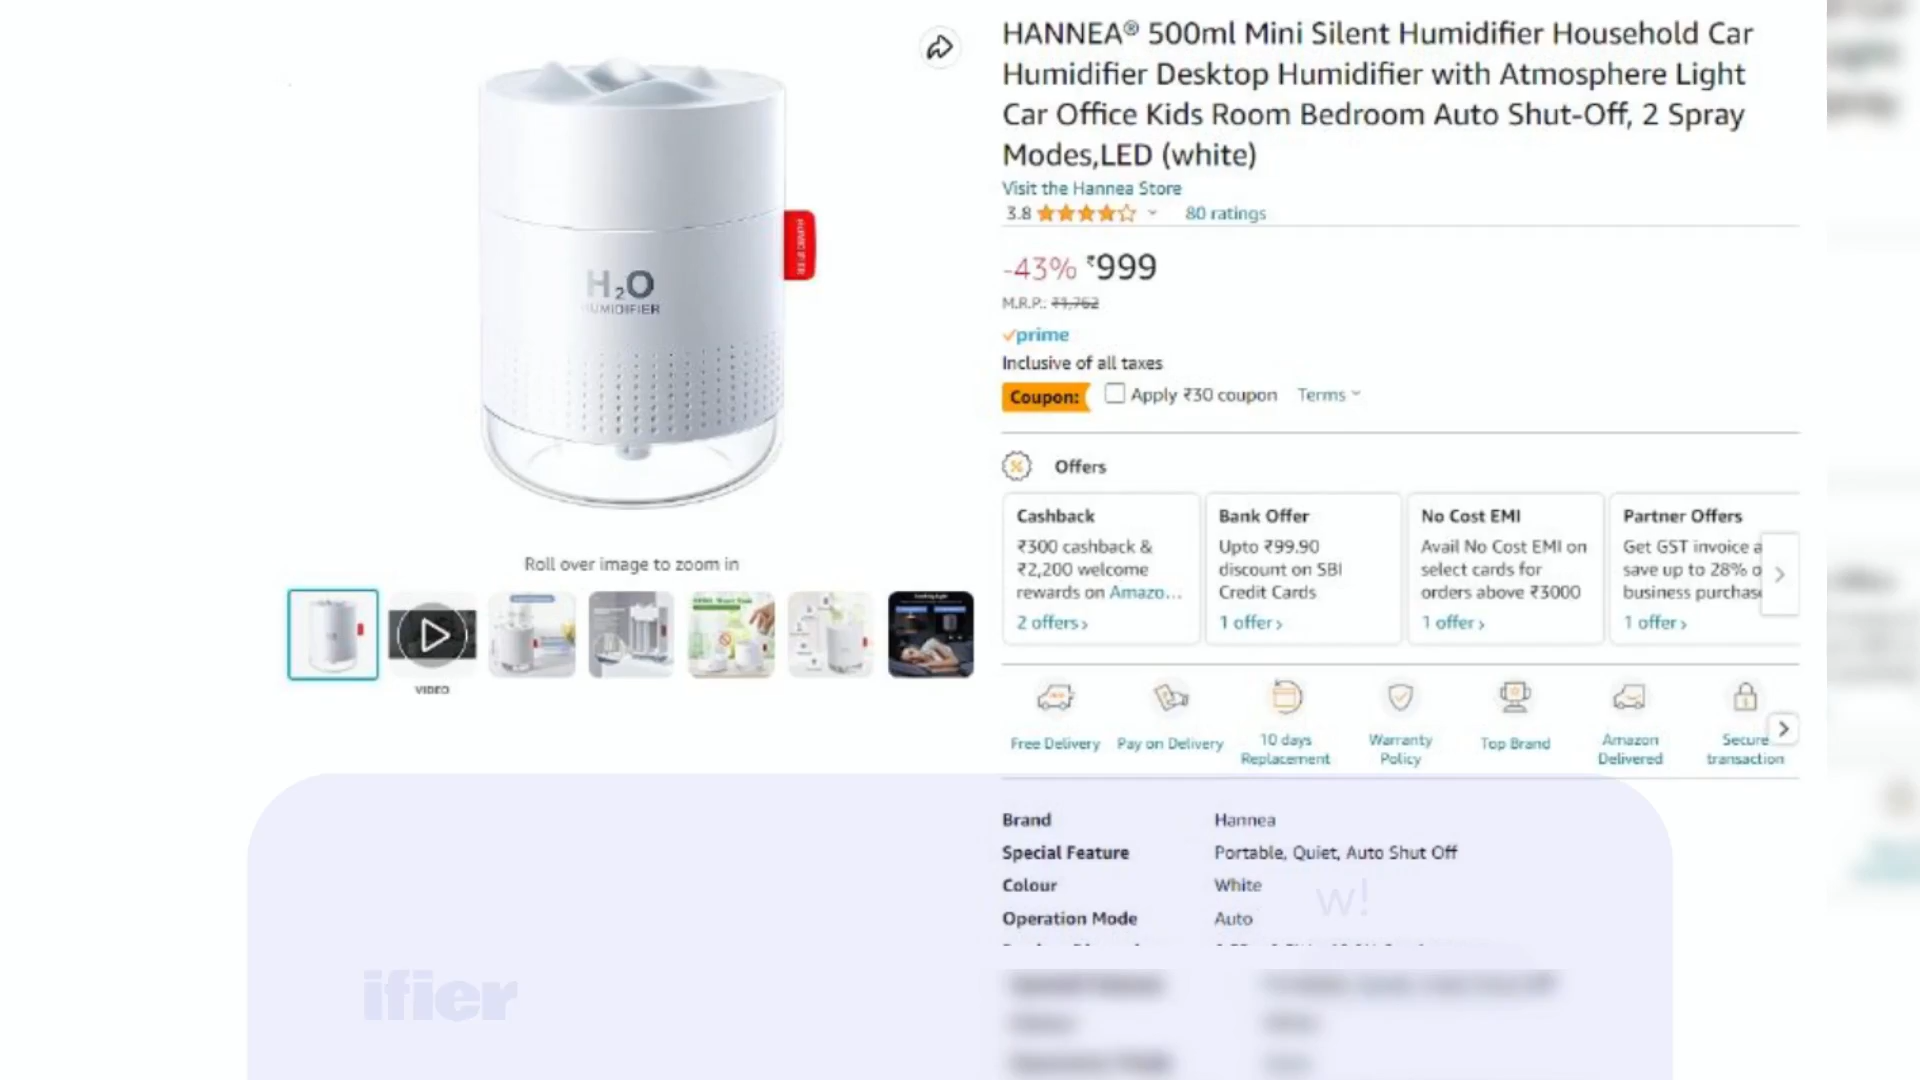 HANNEA® 500ml Mini Silent Humidifier Household Car
Humidifier Desktop Humidifier with Atmosphere Light
Car Office Kids Room Bedroom Auto Shut-Off, 2 Spray
Modes,LED (white)
Visit the Hannea Store
3.8 80 ratings
-43% ₹999
M.R.P.: ₹1,762
prime
Inclusive of all taxes
Coupon: Apply ₹30 coupon Terms
H₂O
HUMIDIFIER
Roll over image to zoom in
VIDEO
Offers
Cashback
₹300 cashback &
₹2,200 welcome
rewards on Amazo...
2 offers
Bank Offer
Upto ₹99.90
discount on SBI
Credit Cards
1 offer
No Cost EMI
Avail No Cost EMI on
select cards for
orders above ₹3000
1 offer
Partner Offers
Get GST invoice a
save up to 28% o
business purchas
1 offer
Free Delivery
Pay on Delivery
10 days
Replacement
Warranty
Policy
Top Brand
Amazon
Delivered
Secure
transaction
Brand Hannea
Special Feature Portable, Quiet, Auto Shut Off
Colour White
Operation Mode Auto
w!
ifier